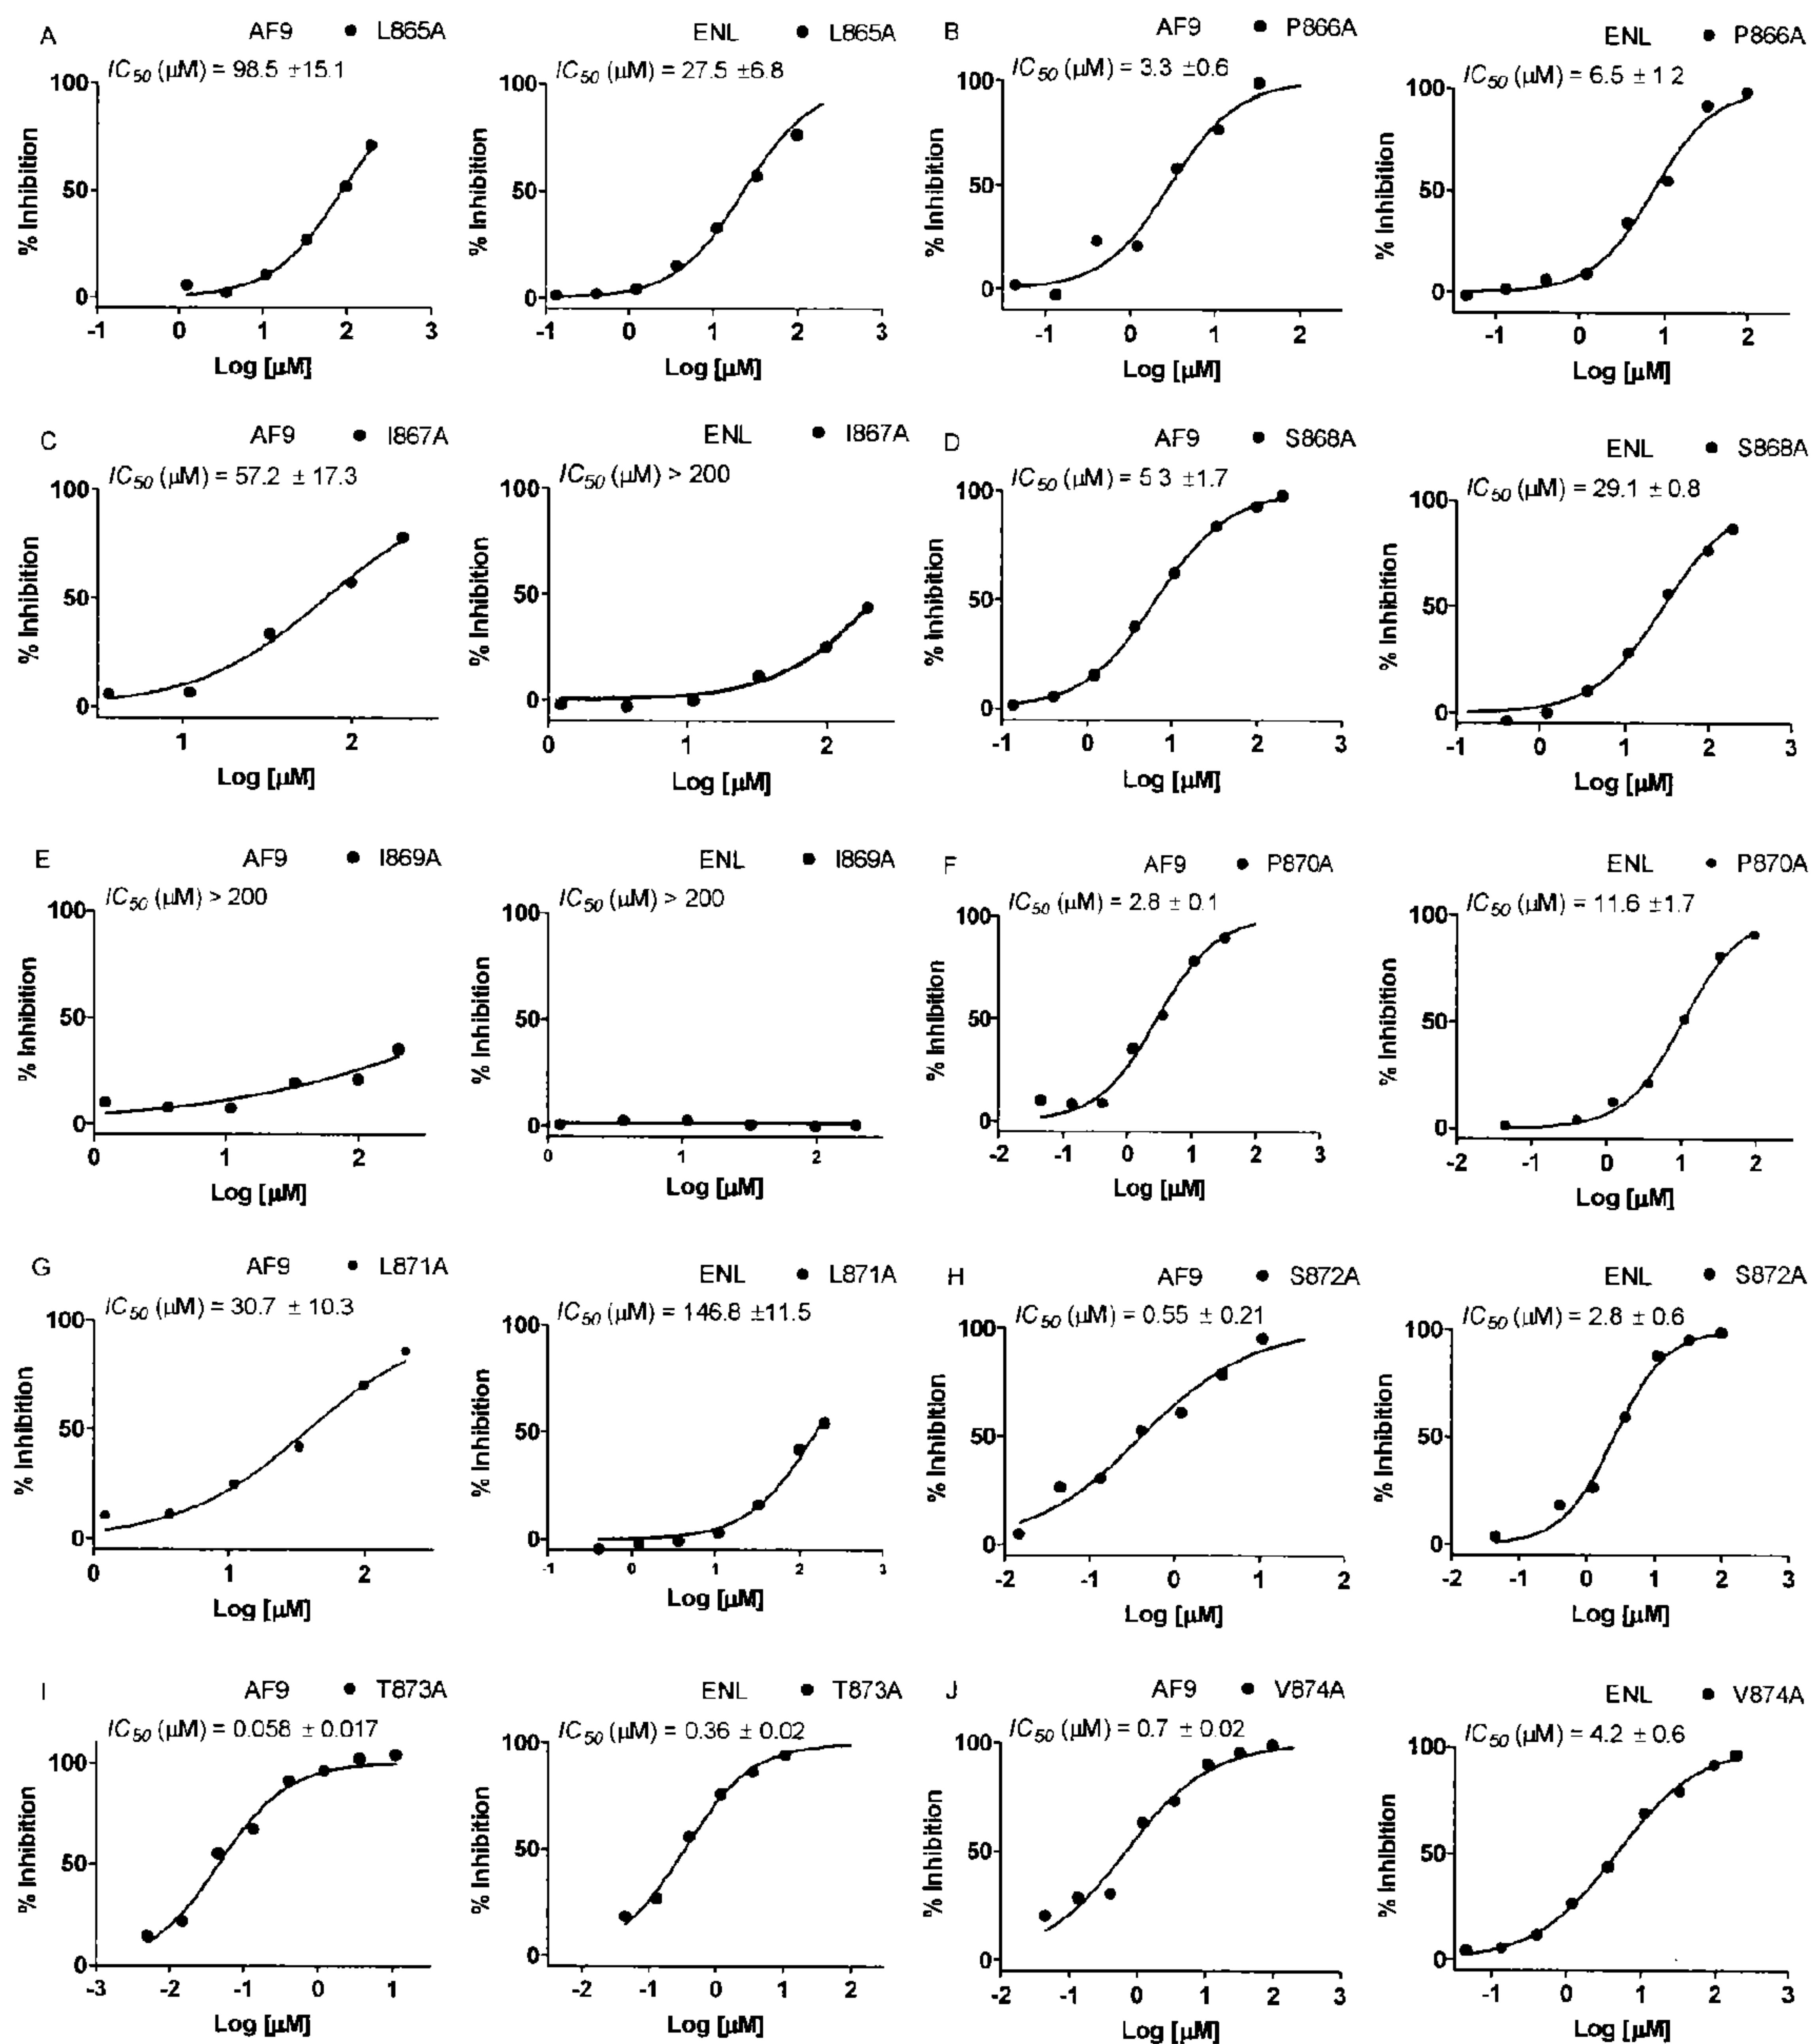 A AF9 ● L865A
IC50 (µM) = 98.5 ±15.1
100
50
0
% Inhibition
-1 0 1 2 3
Log [µM]
ENL ● L865A
IC50 (µM) = 27.5 ±6.8
100
50
0
% Inhibition
-1 0 1 2 3
Log [µM]
B AF9 ● P866A
IC50 (µM) = 3.3 ±0.6
100
50
0
% Inhibition
-1 0 1 2
Log [µM]
ENL ● P866A
IC50 (µM) = 6.5 ± 1 2
100
50
0
% Inhibition
-1 0 1 2
Log [µM]
C AF9 ● I867A
IC50 (µM) = 57.2 ± 17.3
100
50
0
% Inhibition
1 2
Log [µM]
ENL ● I867A
IC50 (µM) > 200
100
50
0
% Inhibition
0 1 2
Log [µM]
D AF9 ● S868A
IC50 (µM) = 5 3 ±1.7
100
50
0
% Inhibition
-1 0 1 2 3
Log [µM]
ENL ● S868A
IC50 (µM) = 29.1 ± 0.8
100
50
0
% Inhibition
-1 0 1 2 3
Log [µM]
E AF9 ● I869A
IC50 (µM) > 200
100
50
0
% Inhibition
0 1 2
Log [µM]
ENL ● I869A
IC50 (µM) > 200
100
50
0
% Inhibition
0 1 2
Log [µM]
F AF9 ● P870A
IC50 (µM) = 2.8 ± 0.1
100
50
0
% Inhibition
-2 -1 0 1 2 3
Log [µM]
ENL ● P870A
IC50 (µM) = 11.6 ±1.7
100
50
0
% Inhibition
-2 -1 0 1 2
Log [µM]
G AF9 ● L871A
IC50 (µM) = 30.7 ± 10.3
100
50
0
% Inhibition
0 1 2
Log [µM]
ENL ● L871A
IC50 (µM) = 146.8 ±11.5
100
50
0
% Inhibition
-1 0 1 2 3
Log [µM]
H AF9 ● S872A
IC50 (µM) = 0.55 ± 0.21
100
50
0
% Inhibition
-2 -1 0 1 2
Log [µM]
ENL ● S872A
IC50 (µM) = 2.8 ± 0.6
100
50
0
% Inhibition
-2 -1 0 1 2 3
Log [µM]
I AF9 ● T873A
IC50 (µM) = 0.058 ± 0.017
100
50
0
% Inhibition
-3 -2 -1 0 1
Log [µM]
ENL ● T873A
IC50 (µM) = 0.36 ± 0.02
100
50
0
% Inhibition
-2 -1 0 1 2
Log [µM]
J AF9 ● V874A
IC50 (µM) = 0.7 ± 0.02
100
50
0
% Inhibition
-2 -1 0 1 2 3
Log [µM]
ENL ● V874A
IC50 (µM) = 4.2 ± 0.6
100
50
0
% Inhibition
-1 0 1 2 3
Log [µM]